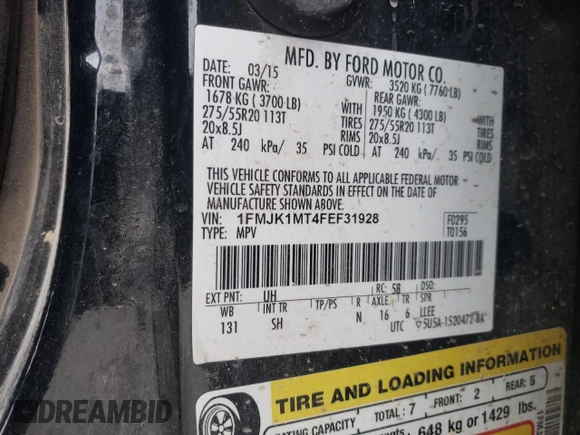 MFD. BY FORD MOTOR CO.
DATE: 03/15 GVWR: 3520 KG ( 7760 LB)
FRONT GAWR: REAR GAWR:
1678 KG ( 3700 LB) WITH 1950 KG ( 4300 LB) WITH
275/55R20 113T TIRES 275/55R20 113T TIRES
20x8.5J RIMS 20x8.5J RIMS
AT 240 kPa/ 35 PSI COLD AT 240 kPa/ 35 PSI COLD
THIS VEHICLE CONFORMS TO ALL APPLICABLE FEDERAL MOTOR
VEHICLE SAFETY STANDARDS IN EFFECT ON THE DATE OF
MANUFACTURE SHOWN ABOVE.
VIN: 1FMJK1MT4FEF31928 F0295
TYPE: MPV T0156
EXT PNT: UH RC: 58 DSO:
WB INT TR TP/PS R AXLE TR SPR
131 SH N 16 6 LLEE
UTC ▽5U5A-1520472-BA
TIRE AND LOADING INFORMATION
SEATING CAPACITY TOTAL: 7 FRONT: 2 REAR: 5
648 kg or 1429 lbs.
DREAMBID